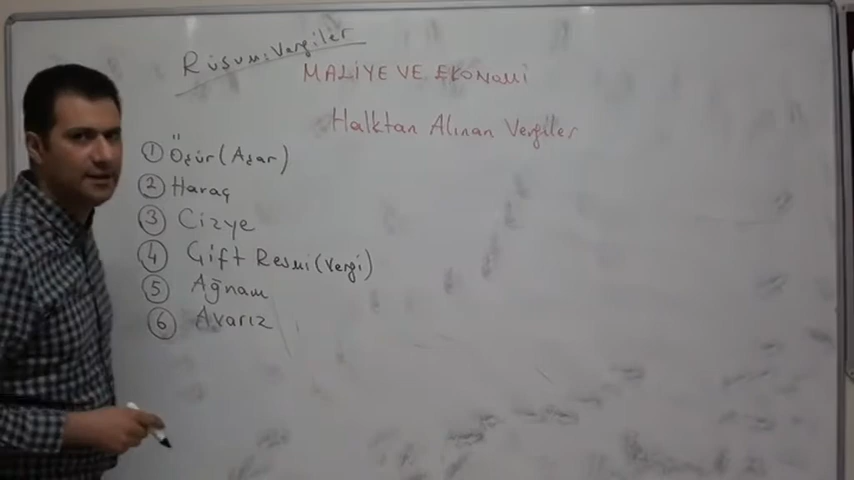 Rüsumi Vergiler
MALİYE VE EKONOMİ
Halktan Alınan Vergiler
1 Öşür (Aşar)
2 Haraç
3 Cizye
4 Çift Resmi (vergi)
5 Ağnam
6 Avarız